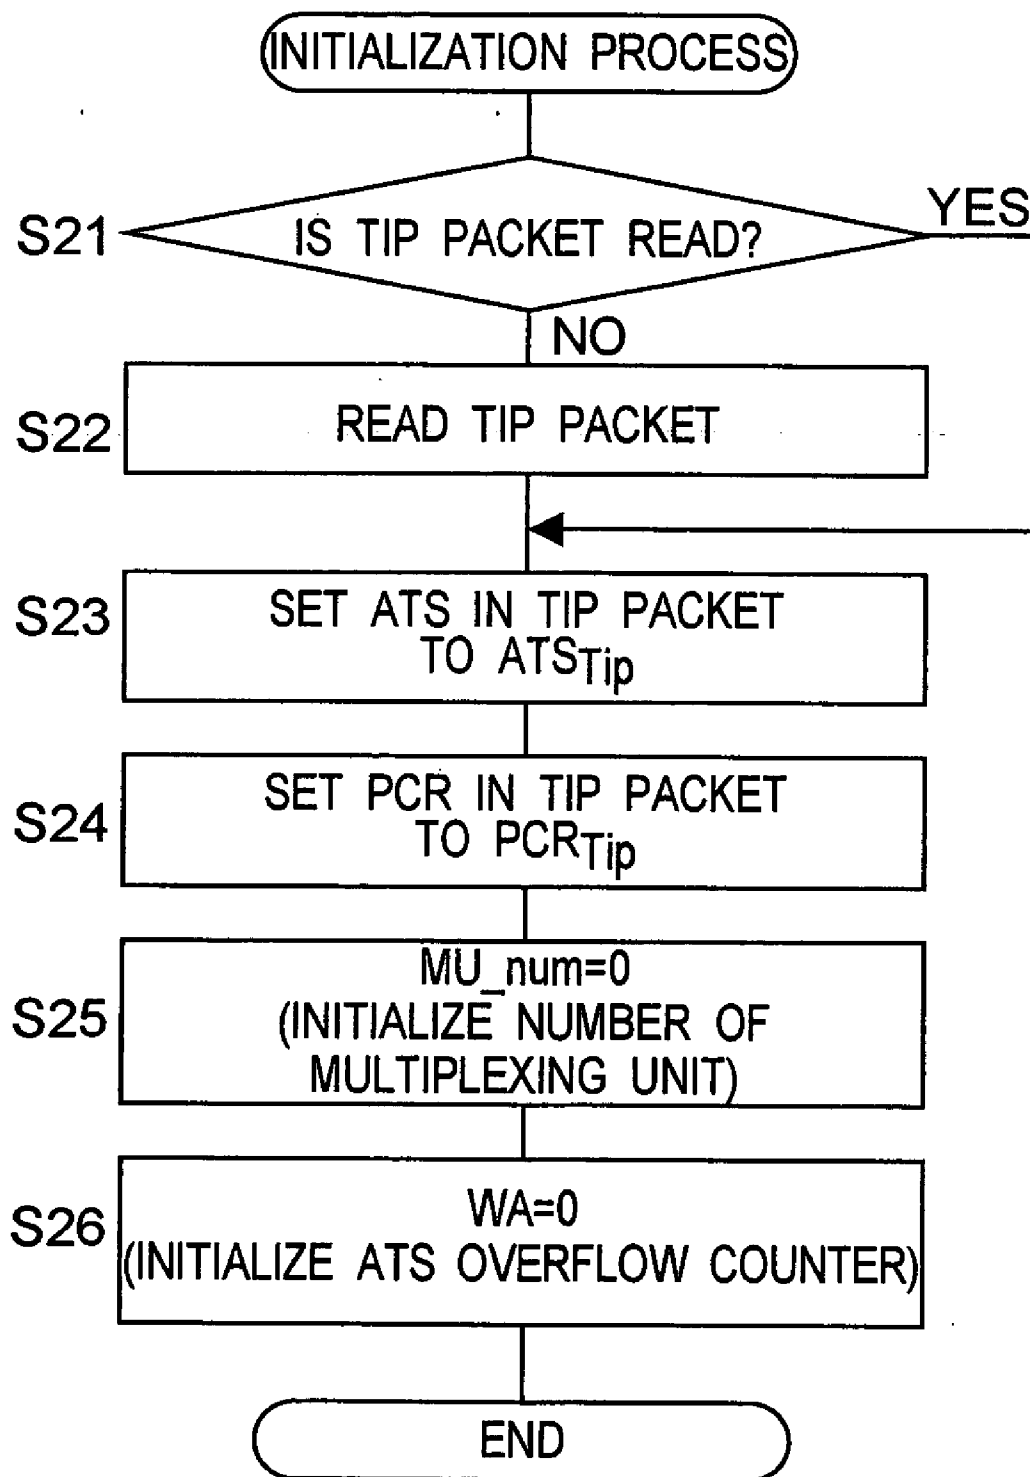 INITIALIZATION PROCESS
S21
IS TIP PACKET READ?
YES
NO
S22
READ TIP PACKET
S23
SET ATS IN TIP PACKET
TO ATSTip
S24
SET PCR IN TIP PACKET
TO PCRTip
S25
MU_num=0
(INITIALIZE NUMBER OF
MULTIPLEXING UNIT)
S26
WA=0
(INITIALIZE ATS OVERFLOW COUNTER)
END